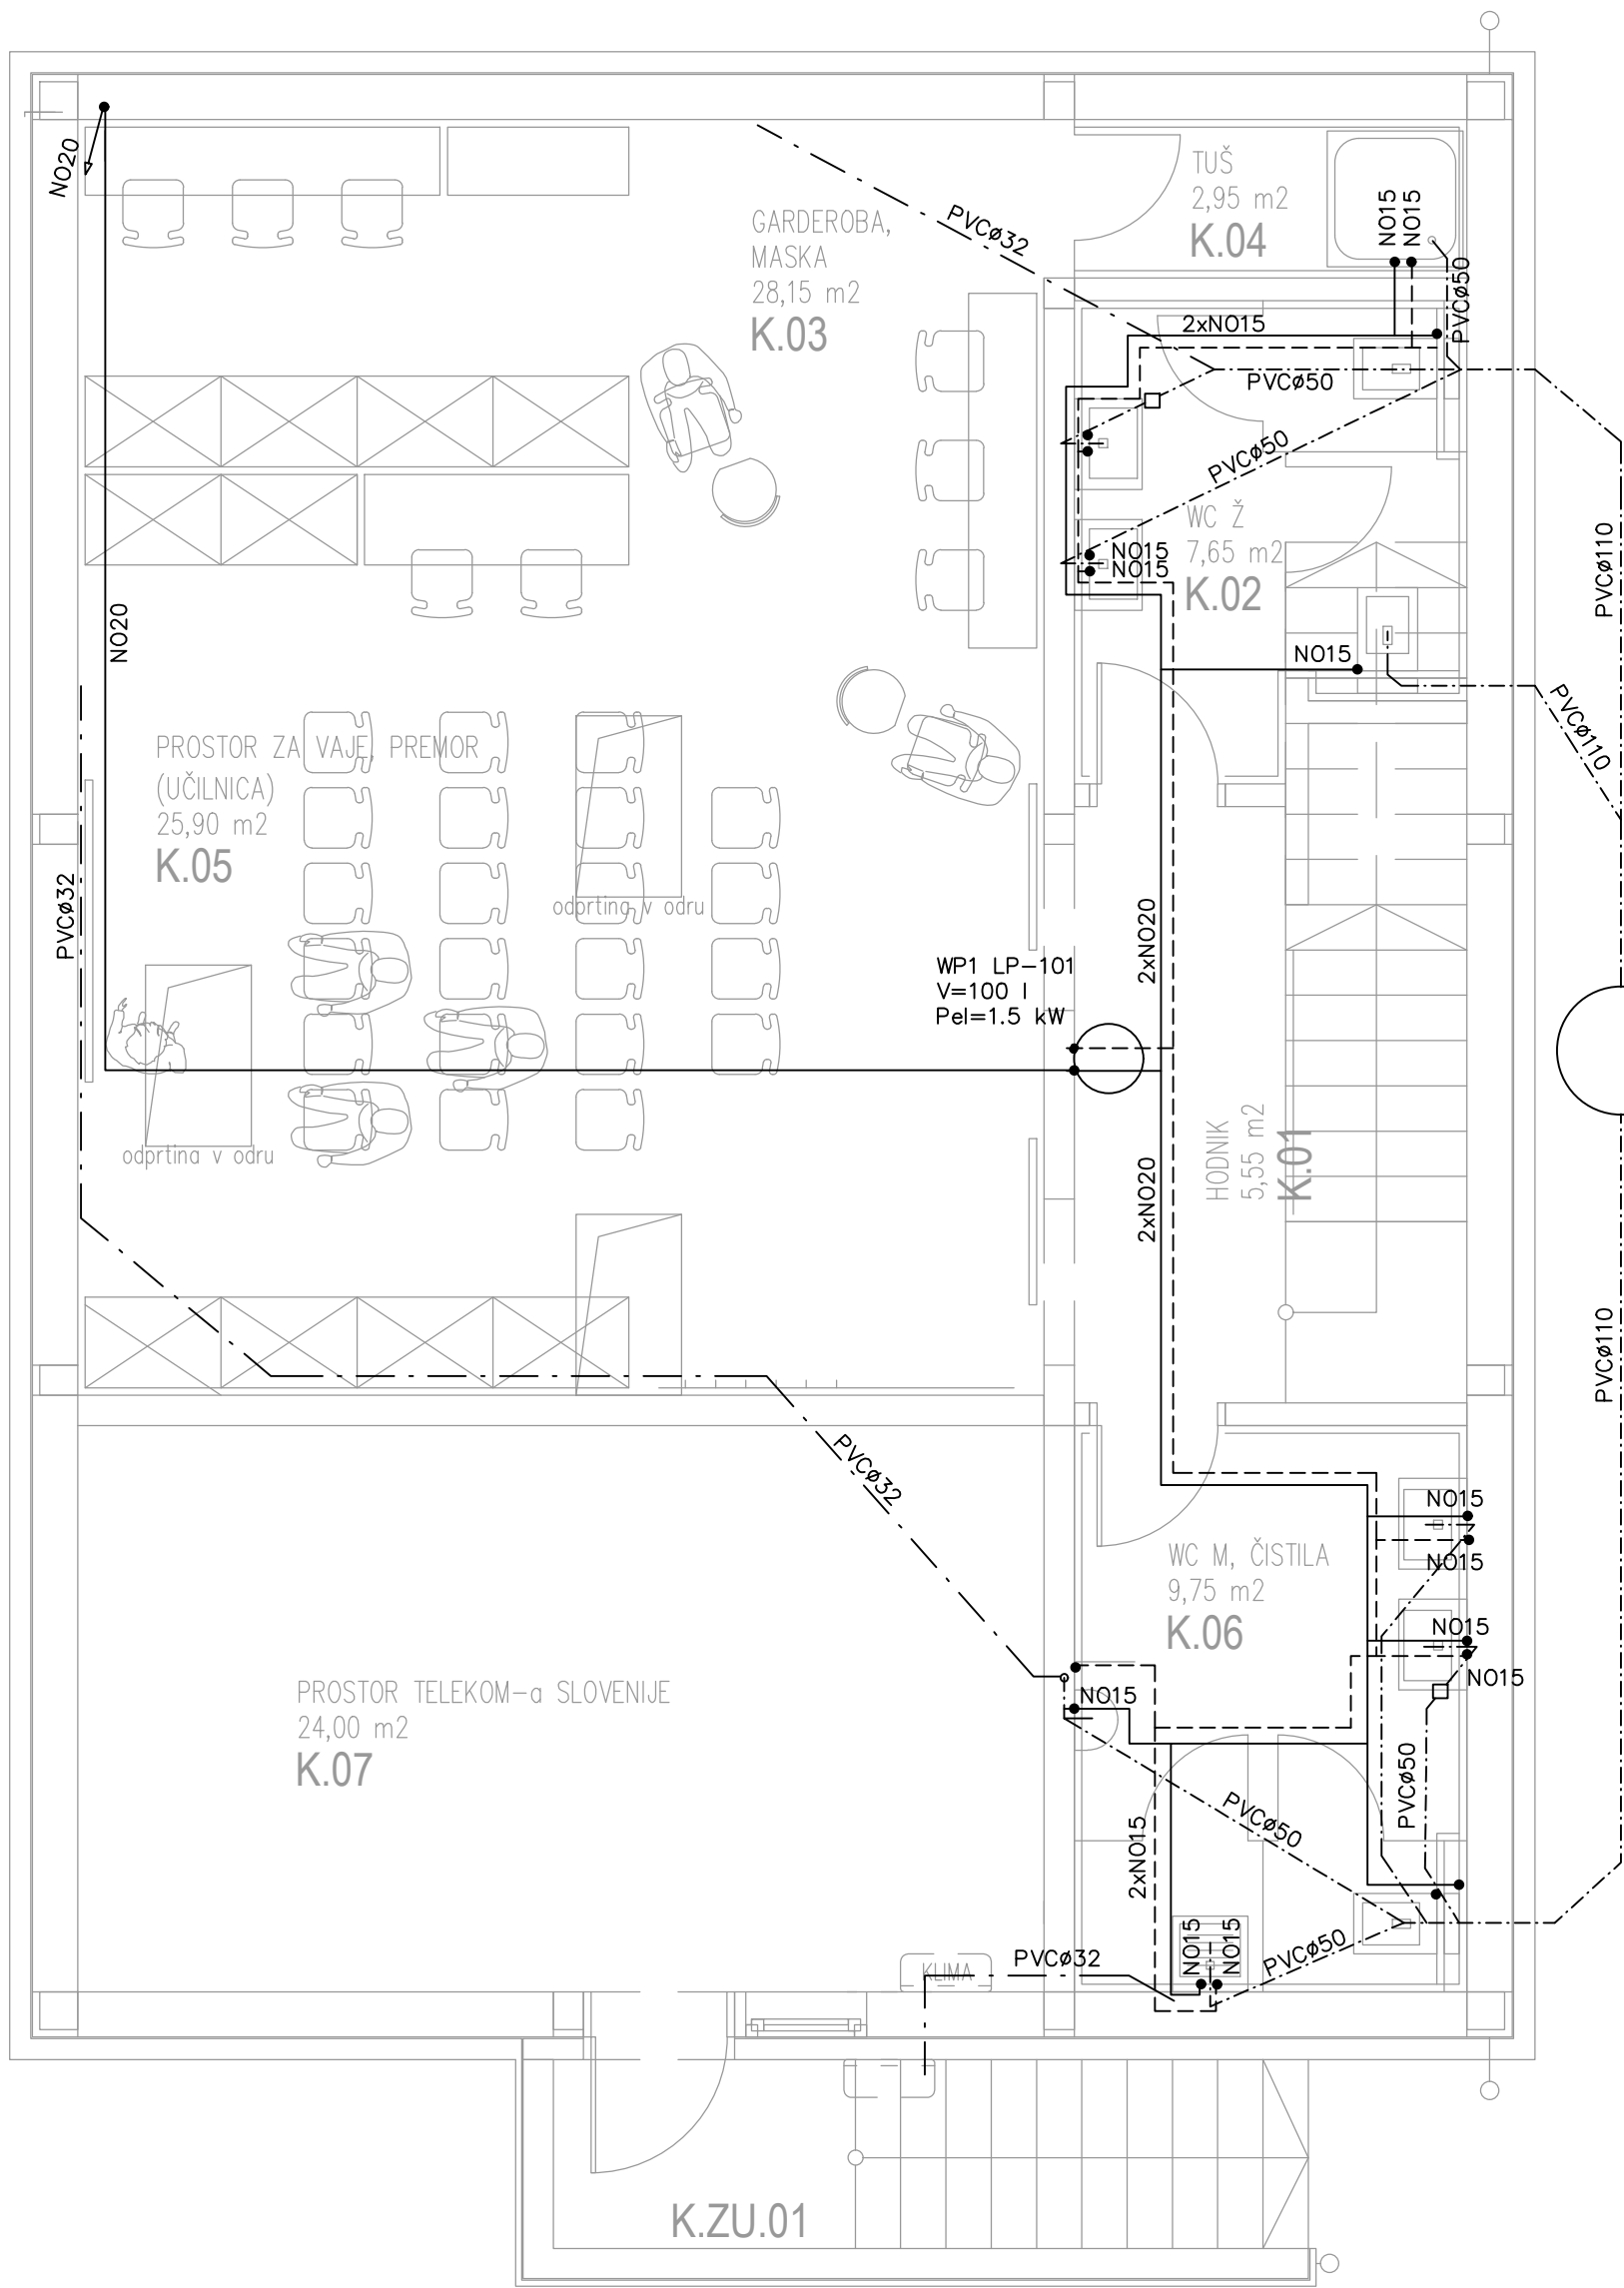 NO20
TUŠ
2,95 m2
K.04
NO15
NO15
PVCø50
PVCø32
GARDEROBA,
MASKA
28,15 m2
K.03
2xNO15
PVCø50
PVCø50
WC Ž
7,65 m2
K.02
NO15
NO15
PVCø110
NO20
NO15
PVCø110
PROSTOR ZA VAJE, PREMOR
(UČILNICA)
25,90 m2
K.05
PVCø32
odprtina v odru
2xNO20
WP1 LP-101
V=100 l
Pel=1.5 kW
odprtina v odru
2xNO20
HODNIK
5,55 m2
K.01
PVCø110
PVCø32
NO15
NO15
WC M, ČISTILA
9,75 m2
K.06
NO15
NO15
NO15
PROSTOR TELEKOM-a SLOVENIJE
24,00 m2
K.07
PVCø50
PVCø50
2xNO15
NO15
NO15
PVCø50
PVCø32
KLIMA
K.ZU.01